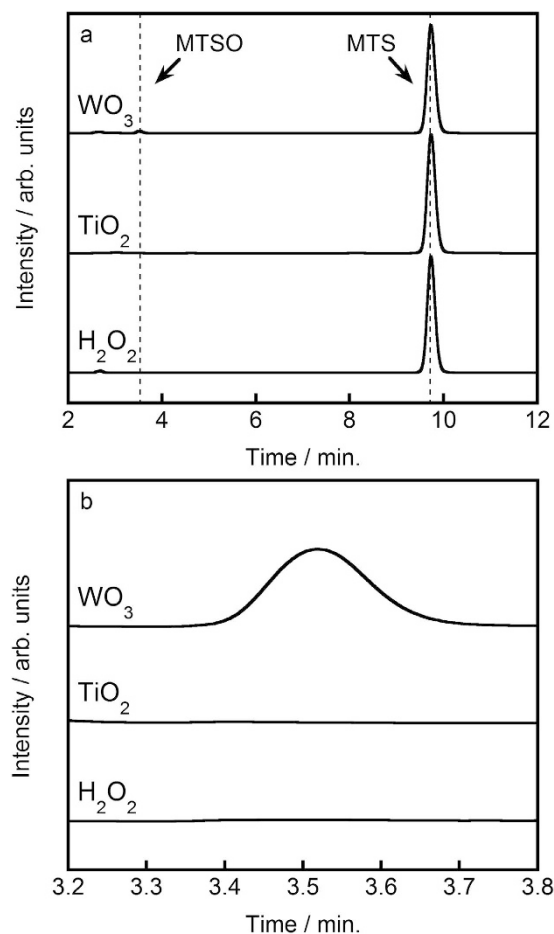 a
MTSO MTS
WO₃
TiO₂
H₂O₂
Intensity / arb. units
2 4 6 8 10 12
Time / min.
b
WO₃
TiO₂
H₂O₂
Intensity / arb. units
3.2 3.3 3.4 3.5 3.6 3.7 3.8
Time / min.